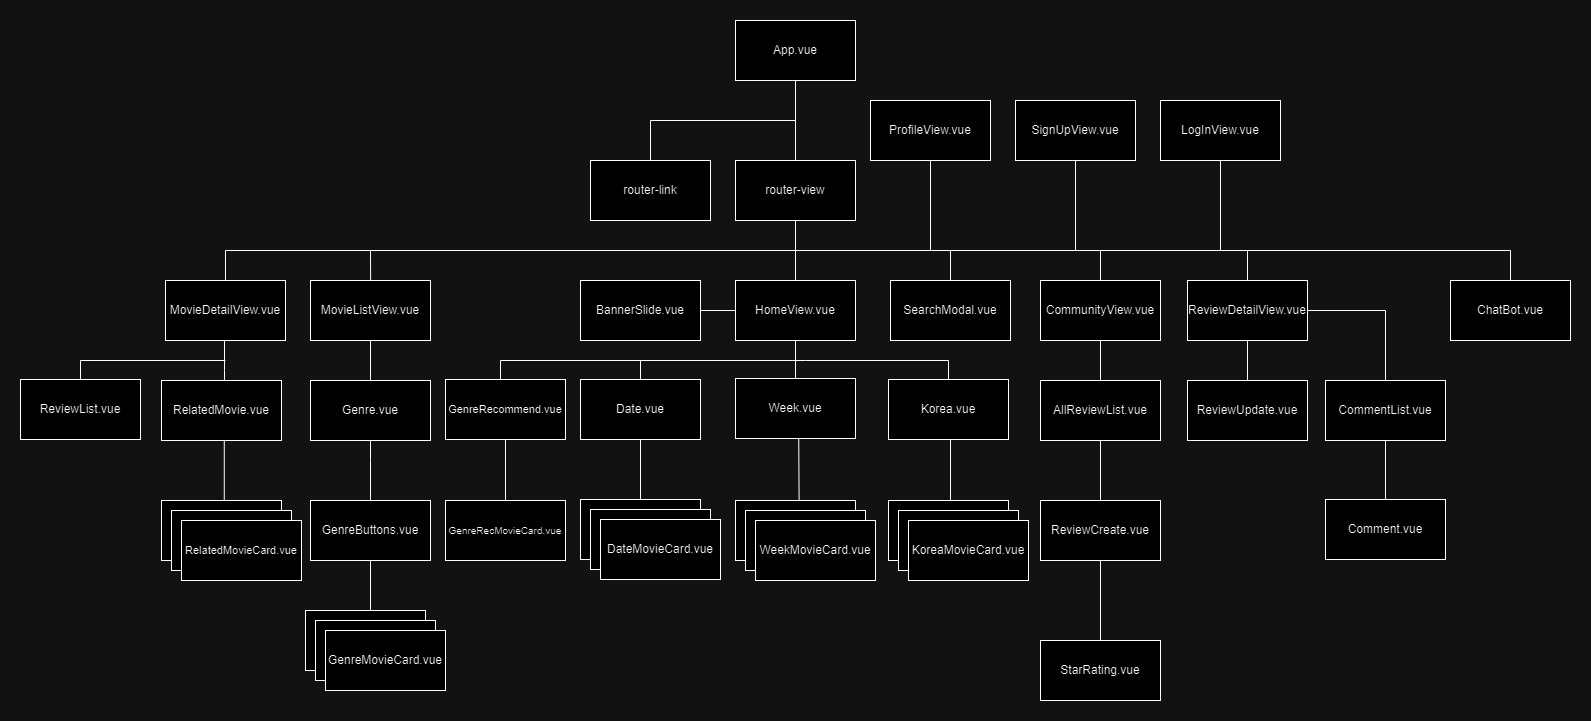 App.vue
ProfileView.vue
SignUpView.vue
LogInView.vue
router-link
router-view
MovieDetailView.vue
MovieListView.vue
BannerSlide.vue
HomeView.vue
SearchModal.vue
CommunityView.vue
ReviewDetailView.vue
ChatBot.vue
ReviewList.vue
RelatedMovie.vue
Genre.vue
GenreRecommend.vue
Date.vue
Week.vue
Korea.vue
AllReviewList.vue
ReviewUpdate.vue
CommentList.vue
RelatedMovieCard.vue
GenreButtons.vue
GenreRecMovieCard.vue
DateMovieCard.vue
WeekMovieCard.vue
KoreaMovieCard.vue
ReviewCreate.vue
Comment.vue
GenreMovieCard.vue
StarRating.vue